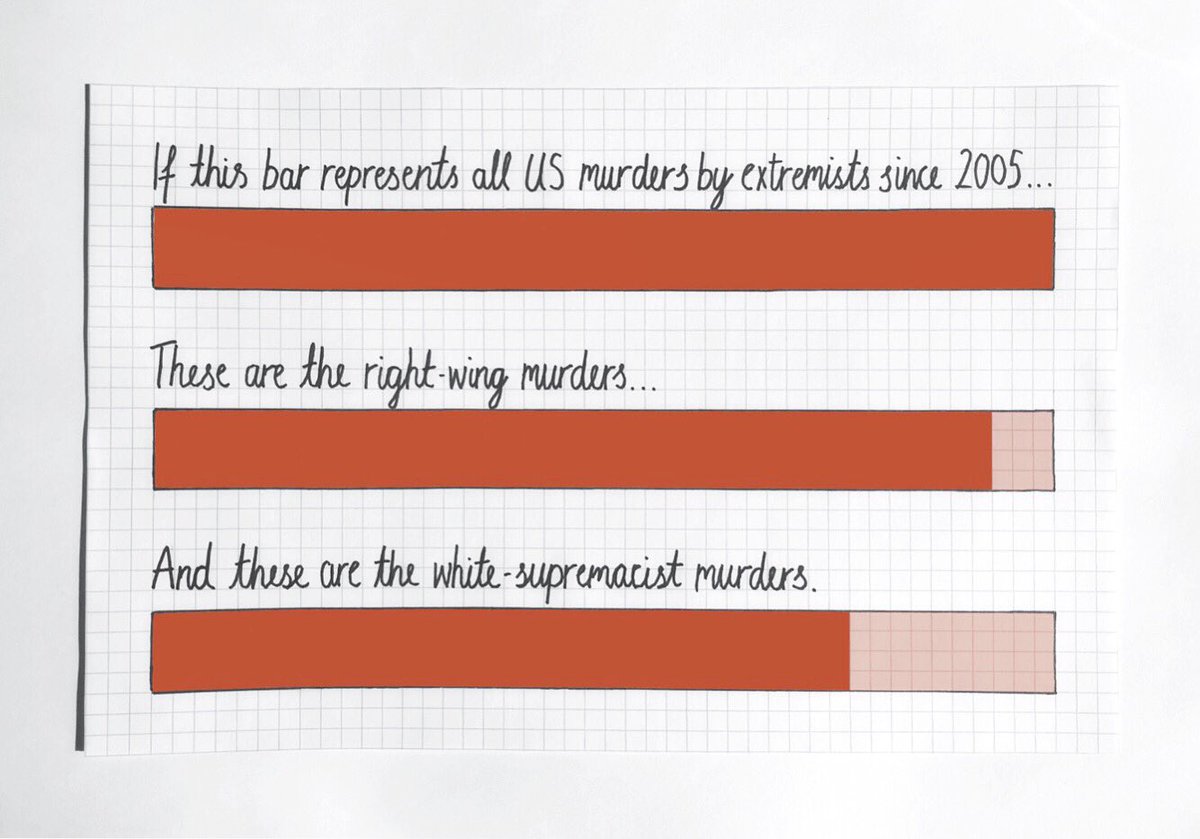 If this bar represents all US murders by extremists since 2005...
These are the right-wing murders...
And these are the white-supremacist murders.